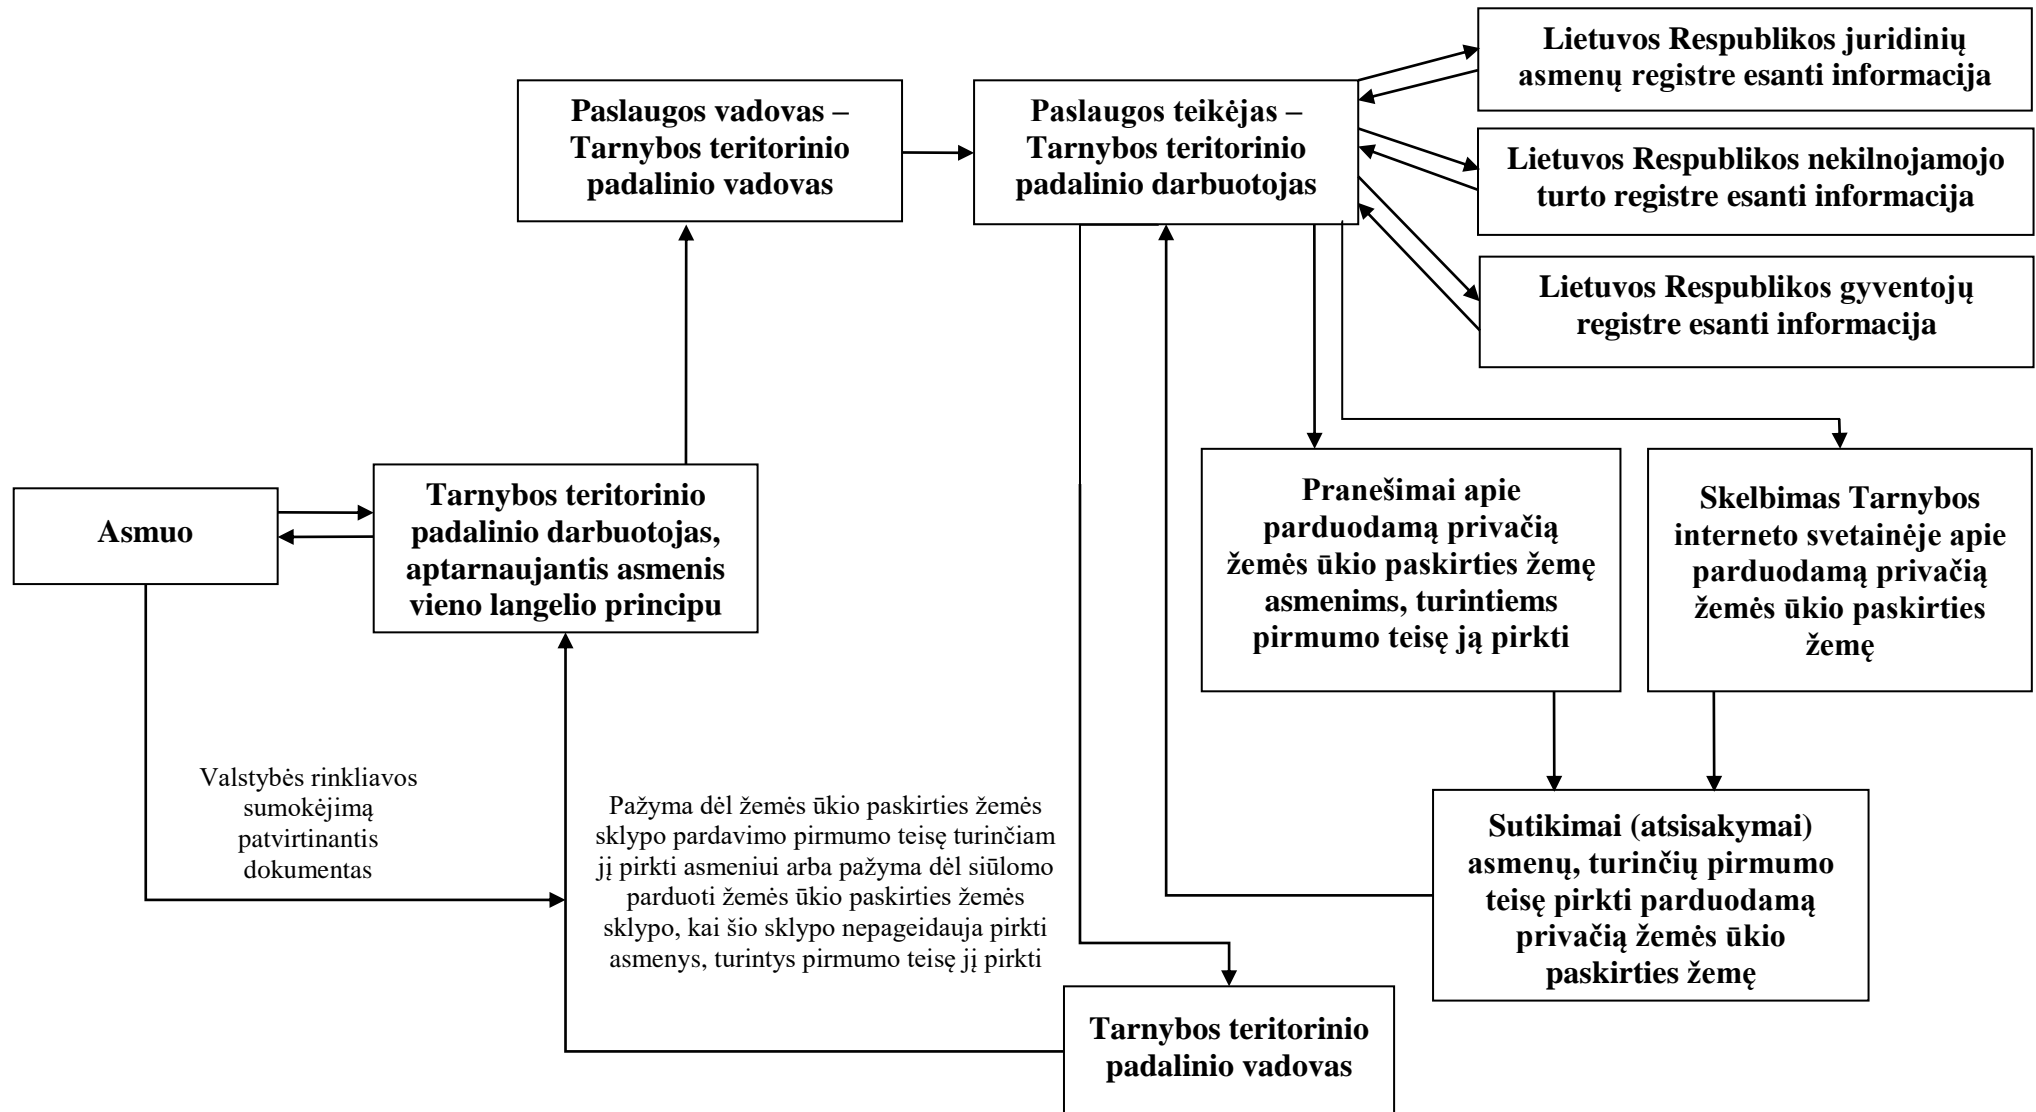 Lietuvos Respublikos juridinių
asmenų registre esanti informacija
Paslaugos vadovas –
Tarnybos teritorinio
padalinio vadovas
Paslaugos teikėjas –
Tarnybos teritorinio
padalinio darbuotojas
Lietuvos Respublikos nekilnojamojo
turto registre esanti informacija
Lietuvos Respublikos gyventojų
registre esanti informacija
Asmuo
Tarnybos teritorinio
padalinio darbuotojas,
aptarnaujantis asmenis
vieno langelio principu
Pranešimai apie
parduodamą privačią
žemės ūkio paskirties žemę
asmenims, turintiems
pirmumo teisę ją pirkti
Skelbimas Tarnybos
interneto svetainėje apie
parduodamą privačią
žemės ūkio paskirties
žemę
Valstybės rinkliavos
sumokėjimą
patvirtinantis
dokumentas
Pažyma dėl žemės ūkio paskirties žemės
sklypo pardavimo pirmumo teisę turinčiam
jį pirkti asmeniui arba pažyma dėl siūlomo
parduoti žemės ūkio paskirties žemės
sklypo, kai šio sklypo nepageidauja pirkti
asmenys, turintys pirmumo teisę jį pirkti
Sutikimai (atsisakymai)
asmenų, turinčių pirmumo
teisę pirkti parduodamą
privačią žemės ūkio
paskirties žemę
Tarnybos teritorinio
padalinio vadovas